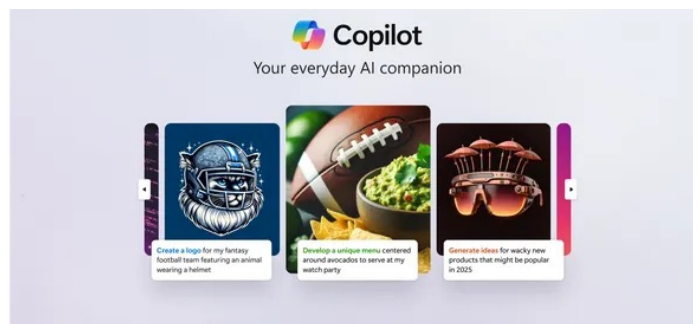 Copilot
Your everyday AI companion
Create a logo for my fantasy
football team featuring an animal
wearing a helmet
Develop a unique menu centered
around avocados to serve at my
watch party
Generate ideas for wacky new
products that might be popular
in 2025